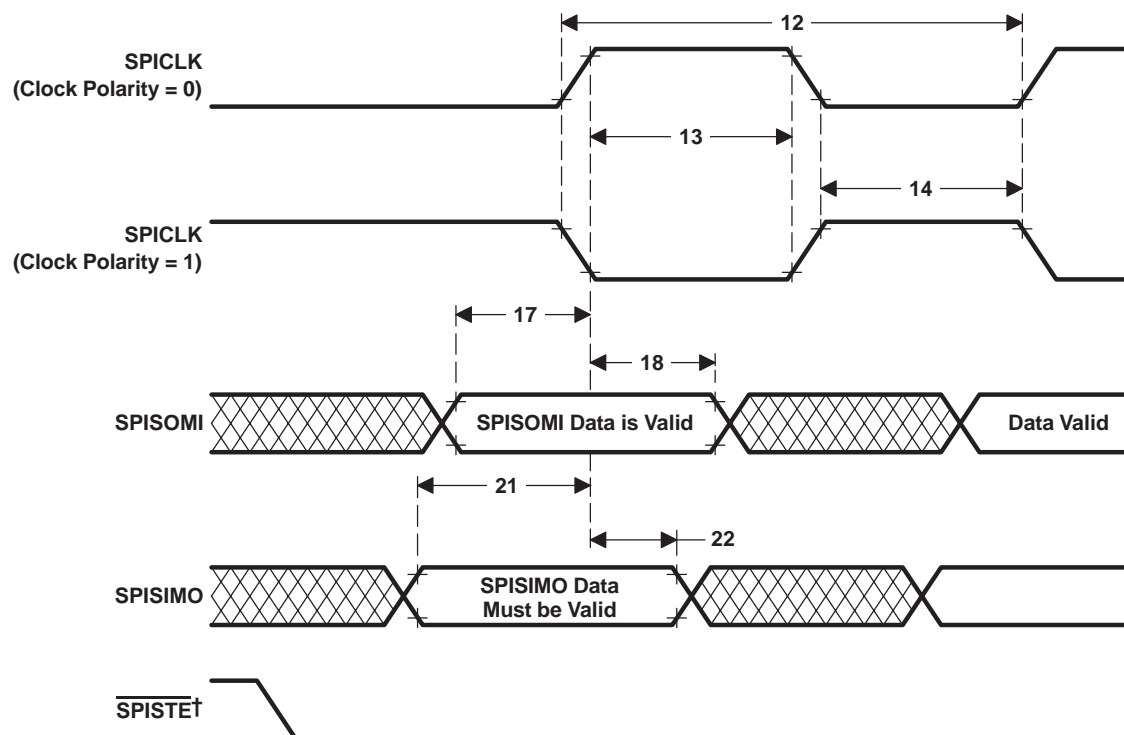 12
SPICLK
(Clock Polarity = 0)
13
14
SPICLK
(Clock Polarity = 1)
17
18
SPISOMI
SPISOMI Data is Valid
Data Valid
21
22
SPISIMO
SPISIMO Data
Must be Valid
SPISTE†